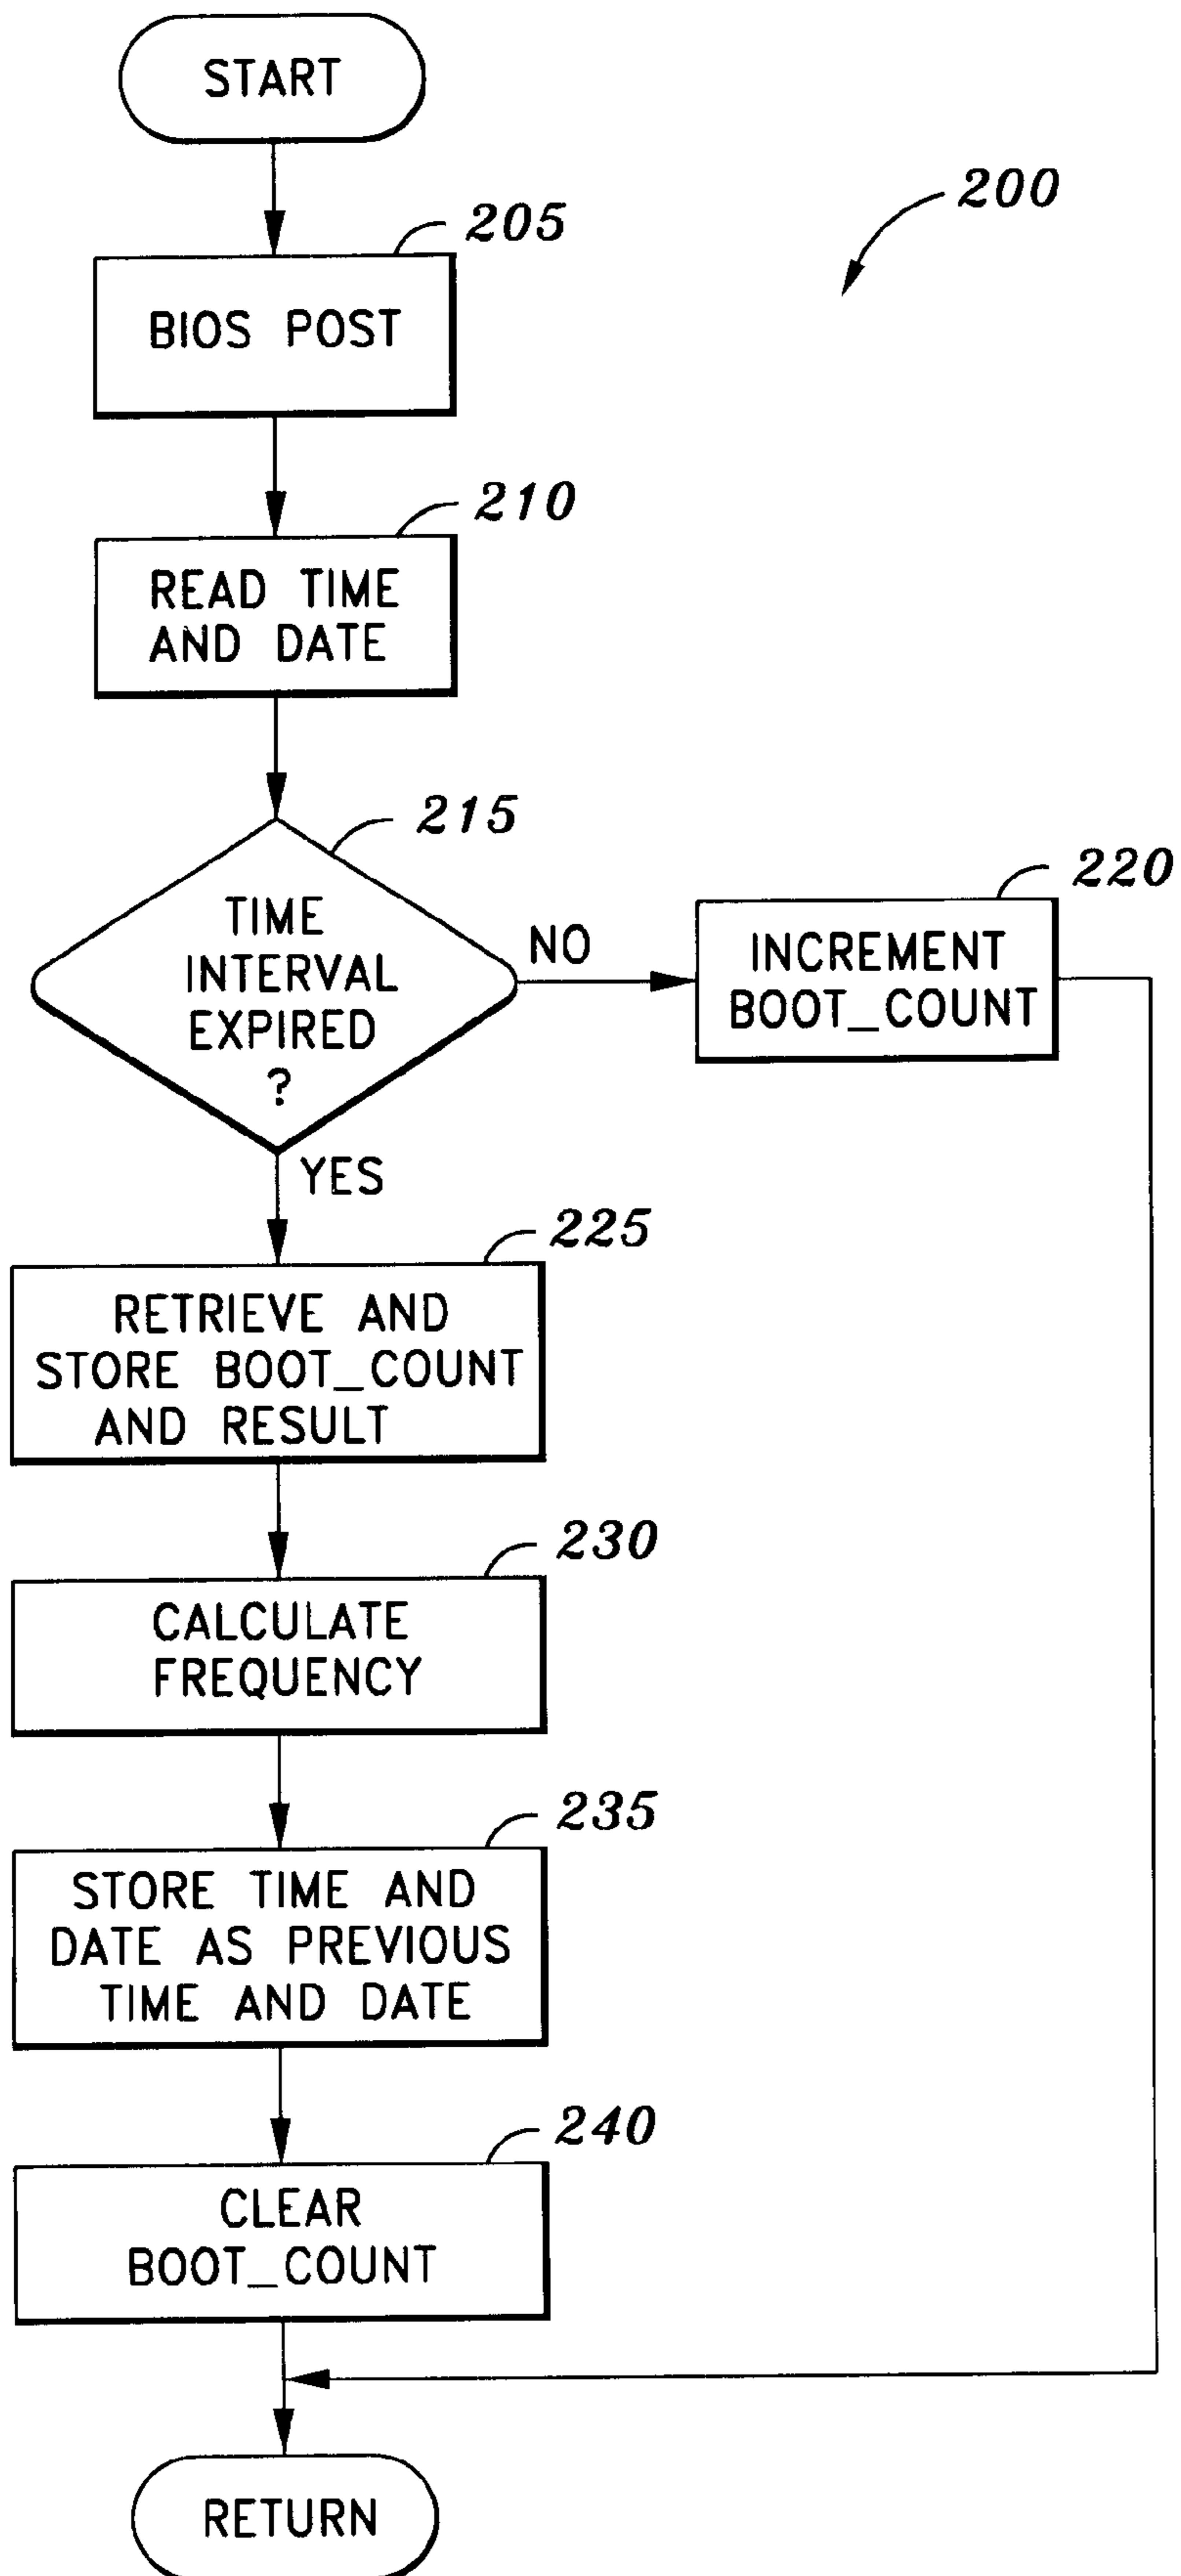 START
200
205
BIOS POST
210
READ TIME
AND DATE
215
TIME
INTERVAL
EXPIRED
?
NO
220
INCREMENT
BOOT_COUNT
YES
225
RETRIEVE AND
STORE BOOT_COUNT
AND RESULT
230
CALCULATE
FREQUENCY
235
STORE TIME AND
DATE AS PREVIOUS
TIME AND DATE
240
CLEAR
BOOT_COUNT
RETURN